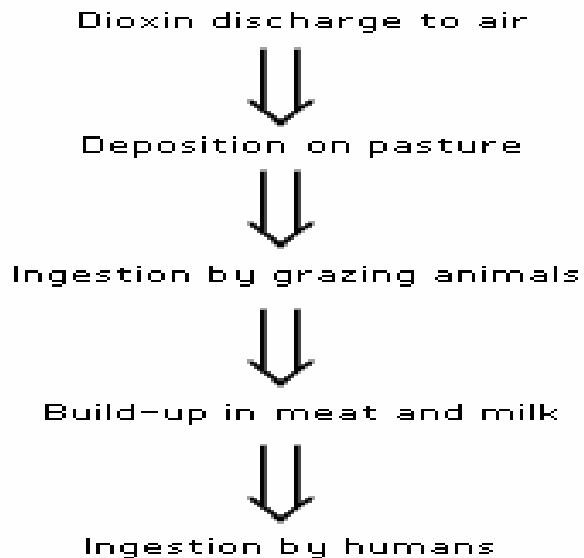 Dioxin discharge to air
Deposition on pasture
Ingestion by grazing animals
Build-up in meat and milk
Ingestion by humans